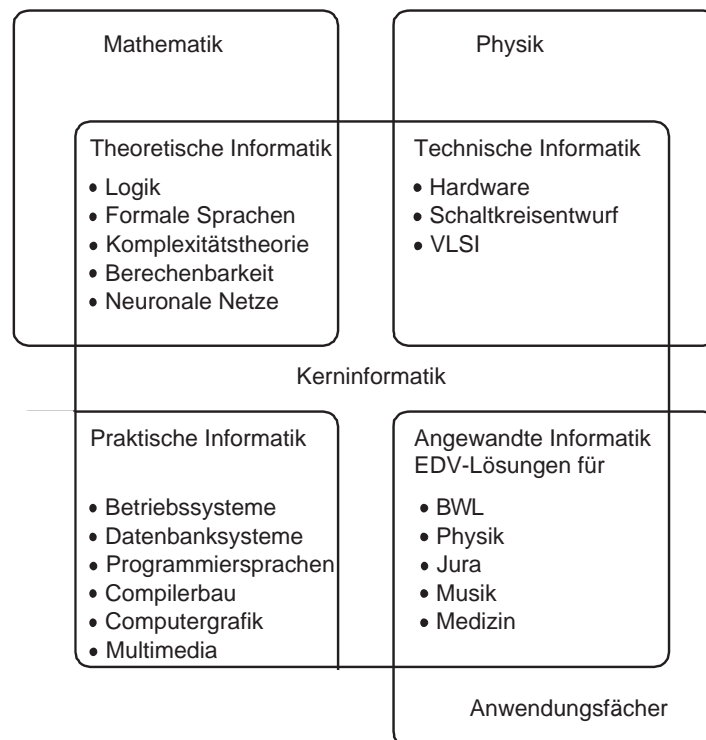 Mathematik
Physik
Theoretische Informatik
• Logik
• Formale Sprachen
• Komplexitätstheorie
• Berechenbarkeit
• Neuronale Netze
Technische Informatik
• Hardware
• Schaltkreisentwurf
• VLSI
Kerninformatik
Praktische Informatik
• Betriebssysteme
• Datenbanksysteme
• Programmiersprachen
• Compilerbau
• Computergrafik
• Multimedia
Angewandte Informatik
EDV-Lösungen für
• BWL
• Physik
• Jura
• Musik
• Medizin
Anwendungsfächer